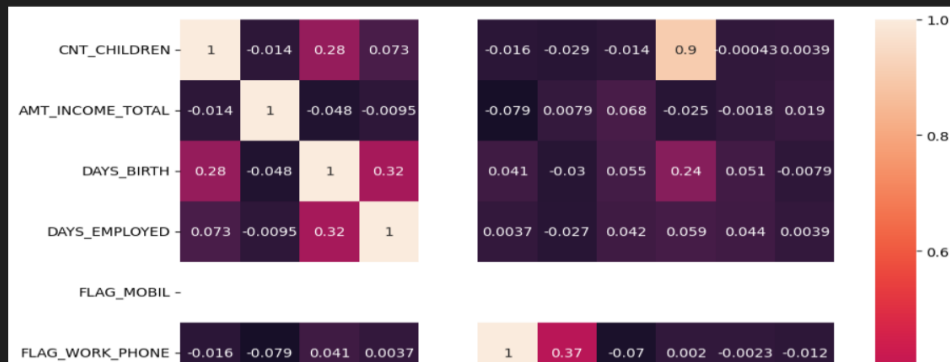 1.0
CNT_CHILDREN 1 -0.014 0.28 0.073 -0.016 -0.029 -0.014 0.9 -0.00043 0.0039
AMT_INCOME_TOTAL -0.014 1 -0.048 -0.0095 -0.079 0.0079 0.068 -0.025 -0.0018 0.019
0.8
DAYS_BIRTH 0.28 -0.048 1 0.32 0.041 -0.03 0.055 0.24 0.051 -0.0079
DAYS_EMPLOYED 0.073 -0.0095 0.32 1 0.0037 -0.027 0.042 0.059 0.044 0.0039
0.6
FLAG_MOBIL
FLAG_WORK_PHONE -0.016 -0.079 0.041 0.0037 1 0.37 -0.07 0.002 -0.0023 -0.012